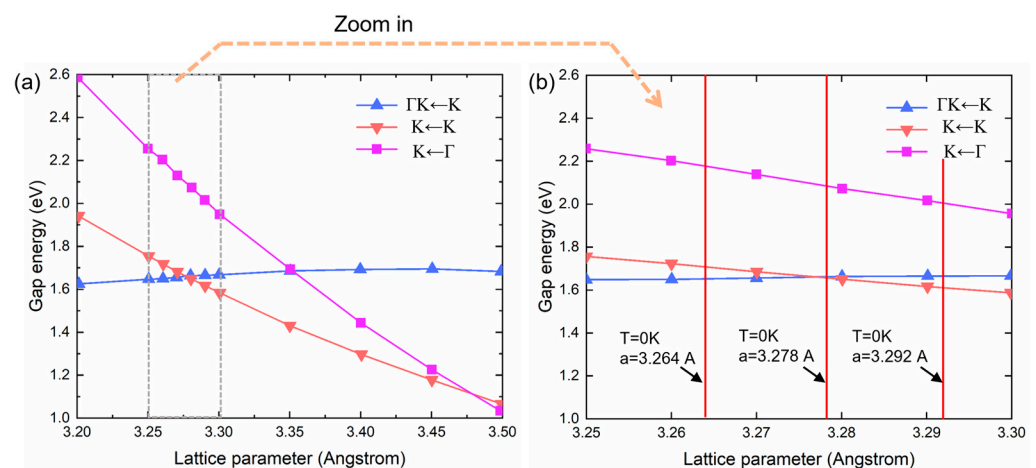 Zoom in
(a)
2.6
2.4
2.2
2.0
1.8
1.6
1.4
1.2
1.0
Gap energy (eV)
ΓK←K
K←K
K←Γ
3.20 3.25 3.30 3.30 3.40 3.45 3.50
Lattice parameter (Angstrom)
(b)
2.6
2.4
2.2
2.0
1.8
1.6
1.4
1.2
1.0
Gap energy (eV)
ΓK←K
K←K
K←Γ
T=0K
a=3.264 A
T=0K
a=3.278 A
T=0K
a=3.292 A
3.25 3.26 3.27 3.28 3.29 3.30
Lattice parameter (Angstrom)